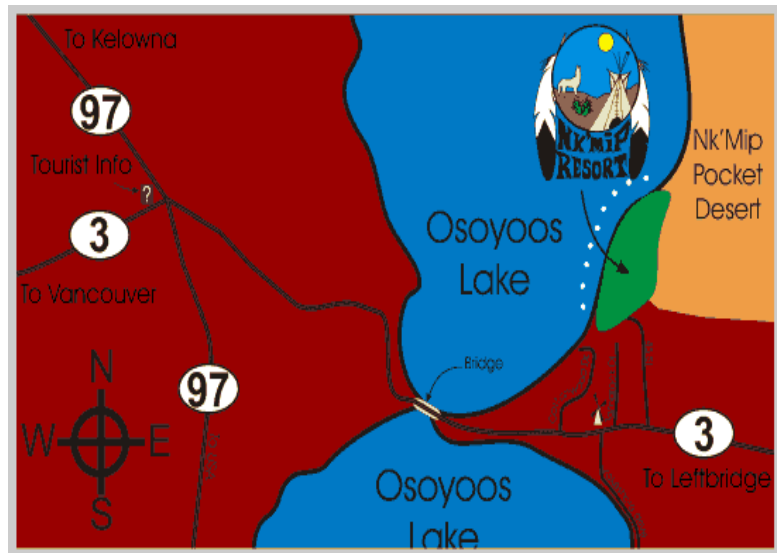 To Kelowna
97
Tourist Info
?
3
To Vancouver
97
N
W E
S
NK'MIP
RESORT
Nk'Mip
Pocket
Desert
Osoyoos
Lake
Bridge
3
To Leftbridge
Osoyoos
Lake